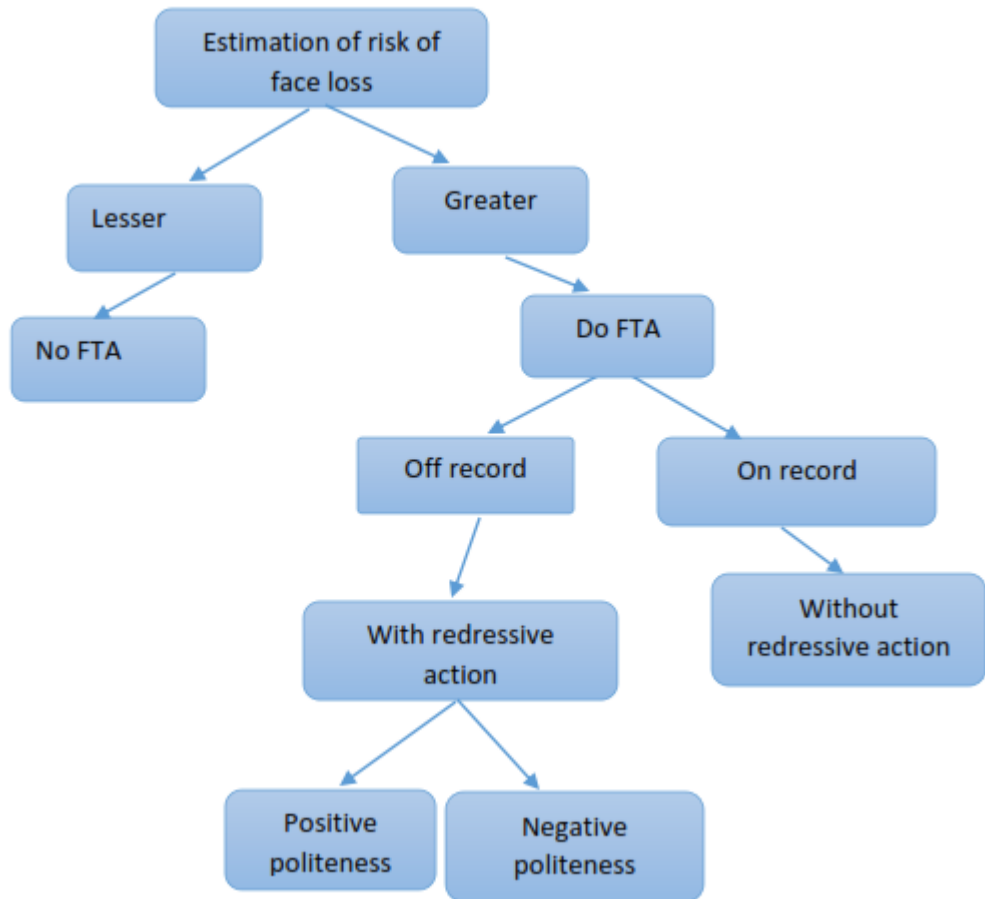 Estimation of risk of
face loss
Lesser
Greater
No FTA
Do FTA
Off record
On record
With redressive
action
Without
redressive action
Positive
politeness
Negative
politeness